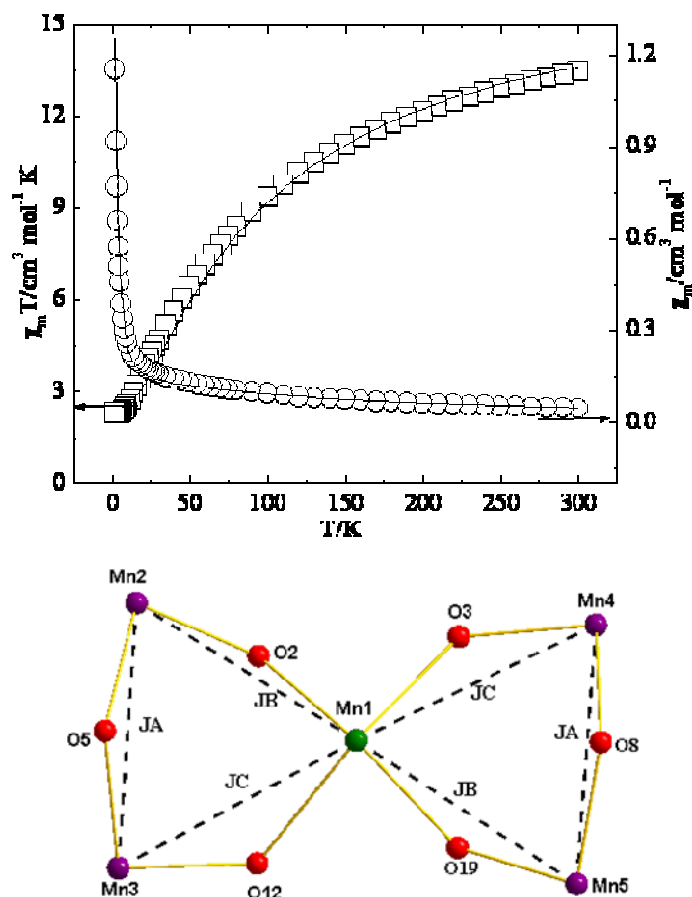 15
12
9
6
3
0
χₘT/cm³ mol⁻¹ K
1.2
0.9
0.6
0.3
0.0
χₘ/cm³ mol⁻¹
0 50 100 150 200 250 300
T/K
Mn2
O3
Mn4
O2
JB
Mn1
JC
O5
JA
JA
O8
JC
JB
Mn3
O12
O19
Mn5